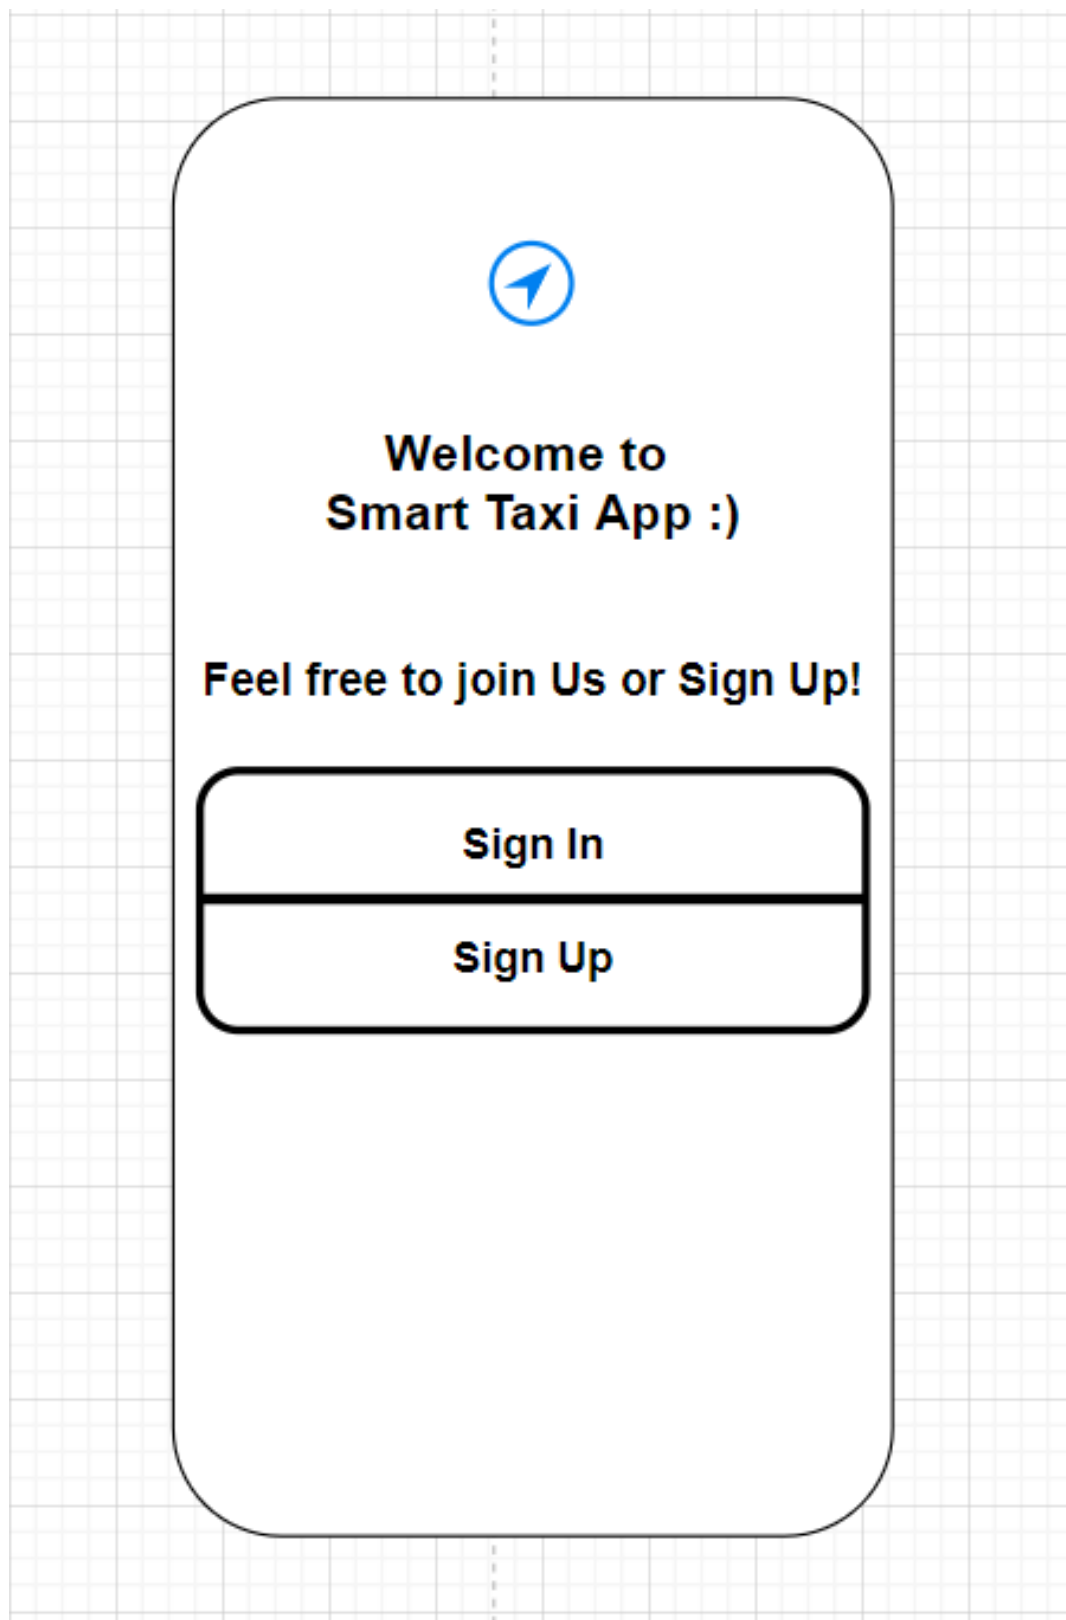 Welcome to
Smart Taxi App :)
Feel free to join Us or Sign Up!
Sign In
Sign Up